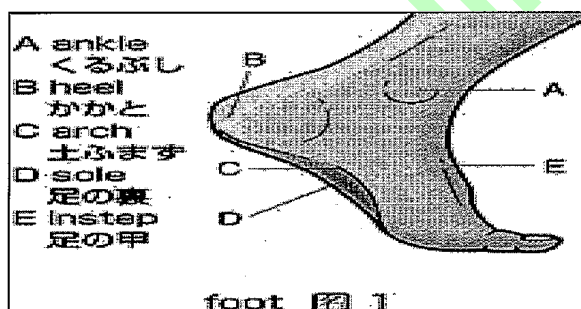 A ankle
くるぶし
B heel
かかと
C arch
土ふまず
D sole
足の裏
E instep
足の甲
B
A
C
E
D
foot [図1]